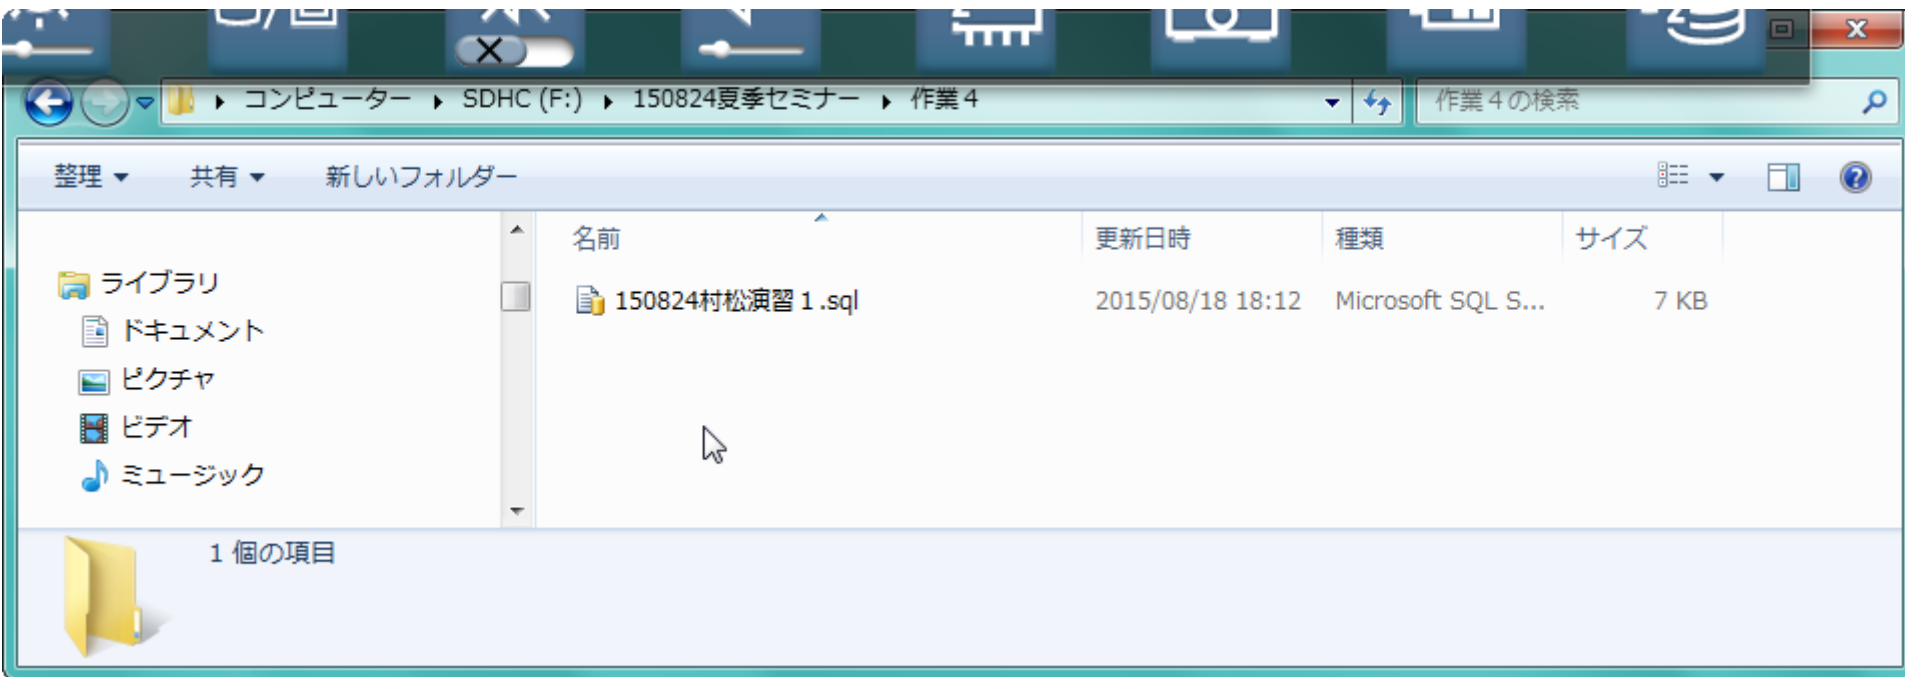 コンピューター ▸ SDHC (F:) ▸ 150824夏季セミナー ▸ 作業４
作業４の検索
整理 共有 新しいフォルダー
名前 更新日時 種類 サイズ
ライブラリ
150824村松演習１.sql 2015/08/18 18:12 Microsoft SQL S... 7 KB
ドキュメント
ピクチャ
ビデオ
ミュージック
1 個の項目